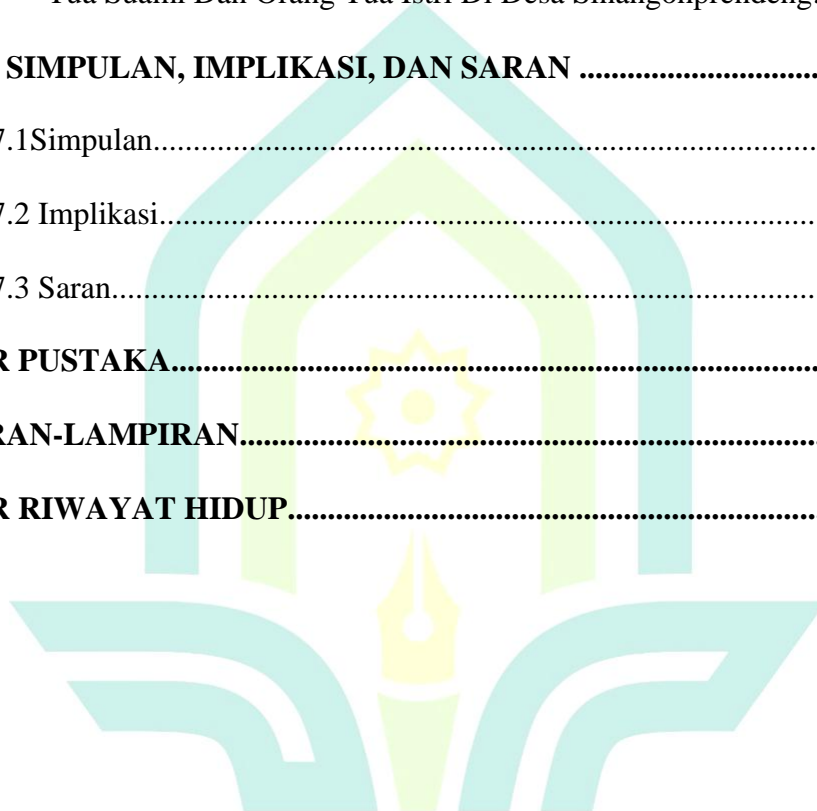 Tua Suami Dan Orang Tua Istri Di Desa
SIMPULAN, IMPLIKASI, DAN SARAN ..............................
7.1Simpulan....................................................................................
7.2 Implikasi...................................................................................
7.3 Saran.........................................................................................
R PUSTAKA....................................................................................
RAN-LAMPIRAN.........................................................................
R RIWAYAT HIDUP...................................................................